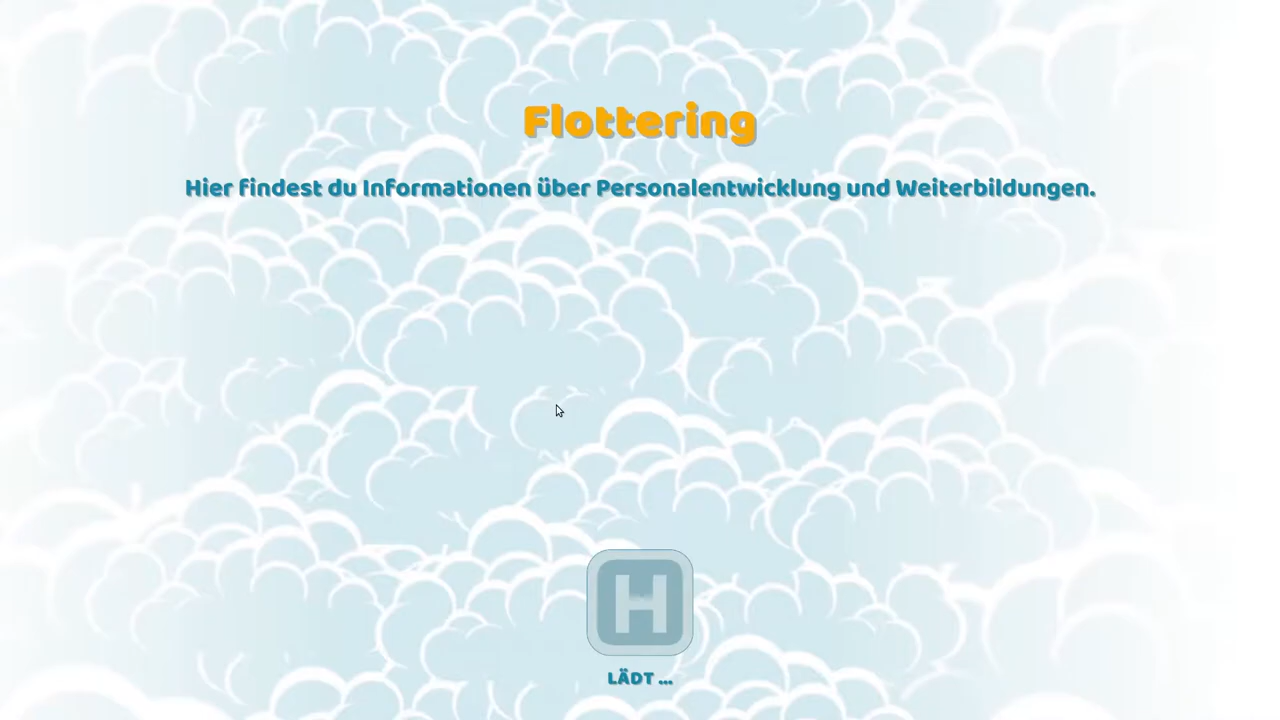 Flottering
Hier findest du Informationen über Personalentwicklung und Weiterbildungen.
H
LÄDT ...